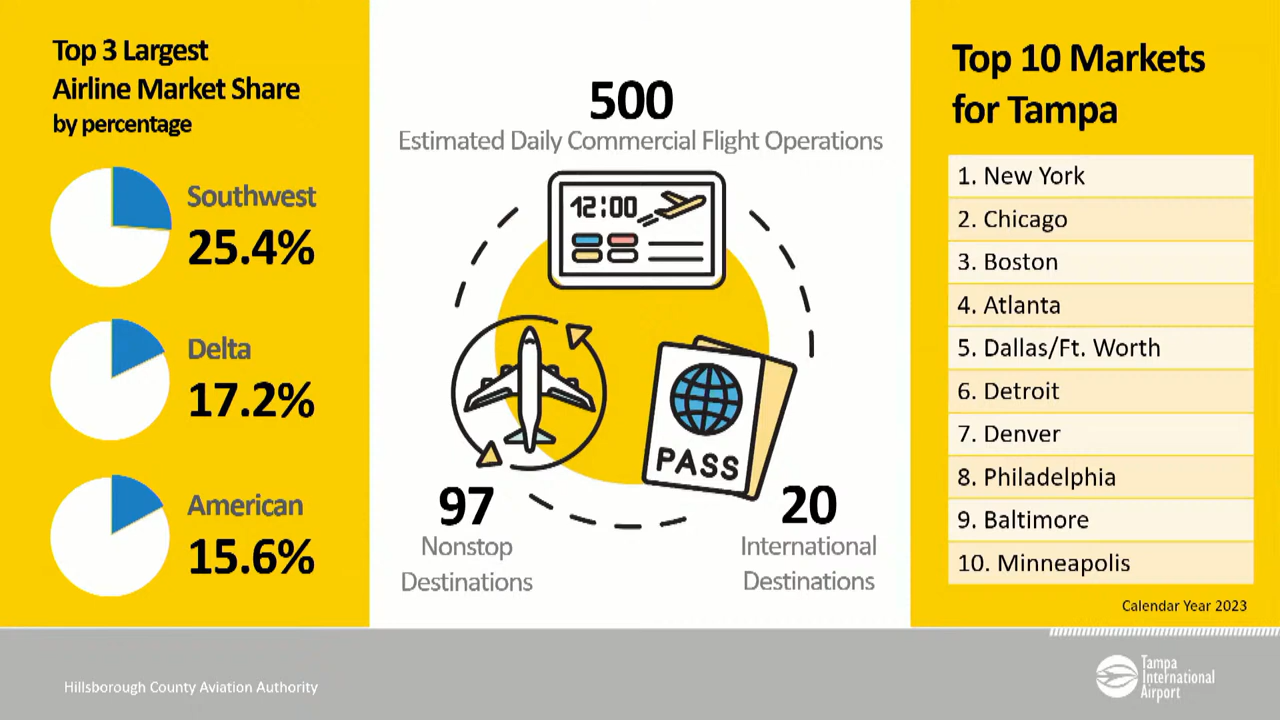 Top 3 Largest
Airline Market Share
by percentage
Southwest
25.4%
Delta
17.2%
American
15.6%
500
Estimated Daily Commercial Flight Operations
12:00
PASS
97
Nonstop
Destinations
20
International
Destinations
Top 10 Markets
for Tampa
1. New York
2. Chicago
3. Boston
4. Atlanta
5. Dallas/Ft. Worth
6. Detroit
7. Denver
8. Philadelphia
9. Baltimore
10. Minneapolis
Calendar Year 2023
Hillsborough County Aviation Authority
Tampa
International
Airport